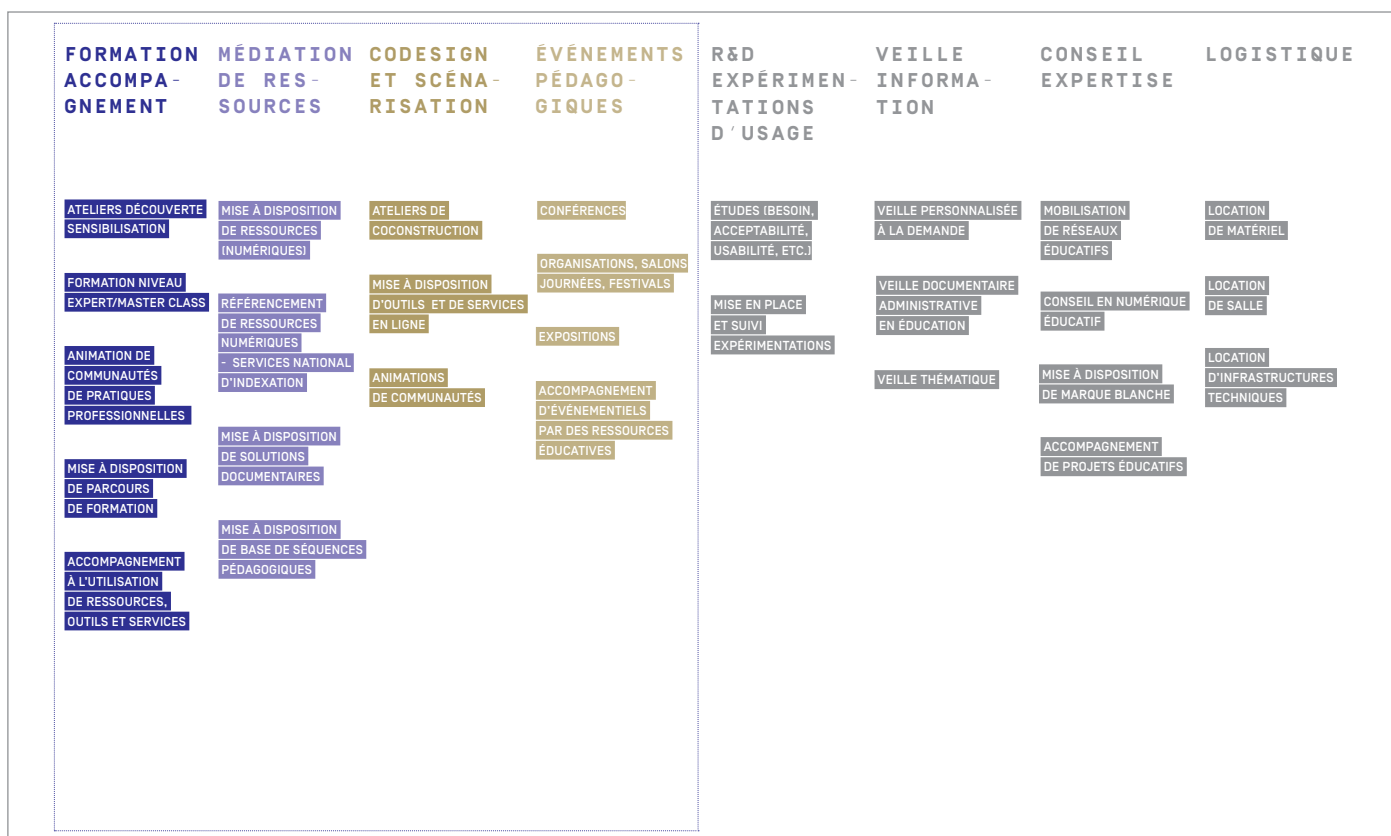 FORMATION
ACCOMPA-
GNEMENT
ATELIERS DÉCOUVERTE
SENSIBILISATION
FORMATION NIVEAU
EXPERT/MASTER CLASS
ANIMATION DE
COMMUNAUTÉS
DE PRATIQUES
PROFESSIONNELLES
MISE À DISPOSITION
DE PARCOURS
DE FORMATION
ACCOMPAGNEMENT
À L'UTILISATION
DE RESSOURCES,
OUTILS ET SERVICES
MÉDIATION
DE RES-
SOURCES
MISE À DISPOSITION
DE RESSOURCES
(NUMÉRIQUES)
RÉFÉRENCEMENT
DE RESSOURCES
NUMÉRIQUES
- SERVICES NATIONAL
D'INDEXATION
MISE À DISPOSITION
DE SOLUTIONS
DOCUMENTAIRES
MISE À DISPOSITION
DE BASE DE SÉQUENCES
PÉDAGOGIQUES
CODESIGN
ET SCÉNA-
RISATION
ATELIERS DE
COCONSTRUCTION
MISE À DISPOSITION
D'OUTILS ET DE SERVICES
EN LIGNE
ANIMATIONS
DE COMMUNAUTÉS
ÉVÉNEMENTS
PÉDAGO-
GIQUES
CONFÉRENCES
ORGANISATIONS, SALONS
JOURNÉES, FESTIVALS
EXPOSITIONS
ACCOMPAGNEMENT
D'ÉVÉNEMENTIELS
PAR DES RESSOURCES
ÉDUCATIVES
R&D
EXPÉRIMEN-
TATIONS
D'USAGE
ÉTUDES (BESOIN,
ACCEPTABILITÉ,
USABILITÉ, ETC.)
MISE EN PLACE
ET SUIVI
EXPÉRIMENTATIONS
VEILLE
INFORMA-
TION
VEILLE PERSONNALISÉE
À LA DEMANDE
VEILLE DOCUMENTAIRE
ADMINISTRATIVE
EN ÉDUCATION
VEILLE THÉMATIQUE
CONSEIL
EXPERTISE
MOBILISATION
DE RÉSEAUX
ÉDUCATIFS
CONSEIL EN NUMÉRIQUE
ÉDUCATIF
MISE À DISPOSITION
DE MARQUE BLANCHE
ACCOMPAGNEMENT
DE PROJETS ÉDUCATIFS
LOGISTIQUE
LOCATION
DE MATÉRIEL
LOCATION
DE SALLE
LOCATION
D'INFRASTRUCTURES
TECHNIQUES